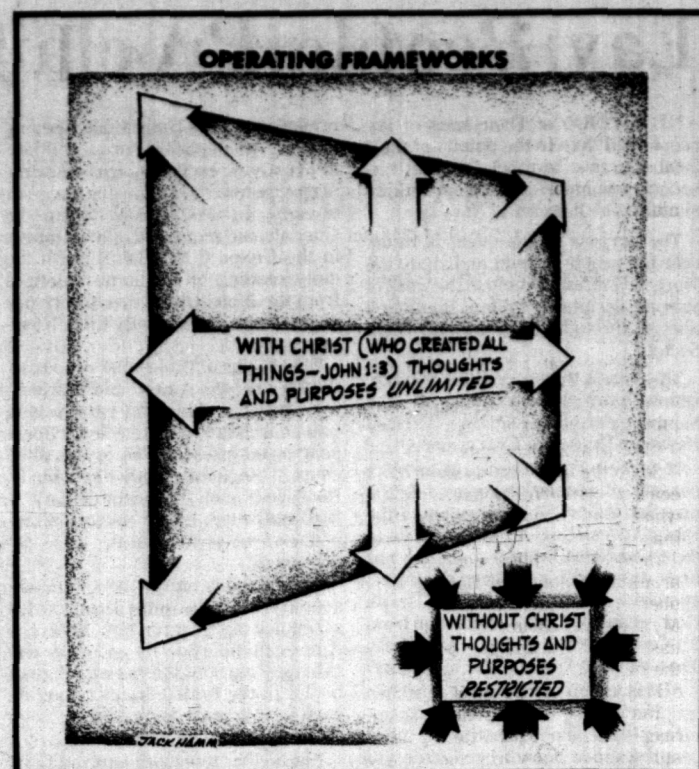 OPERATING FRAMEWORKS
WITH CHRIST (WHO CREATED ALL
THINGS—JOHN 1:3) THOUGHTS
AND PURPOSES UNLIMITED
WITHOUT CHRIST
THOUGHTS AND
PURPOSES
RESTRICTED
JACK HAMM